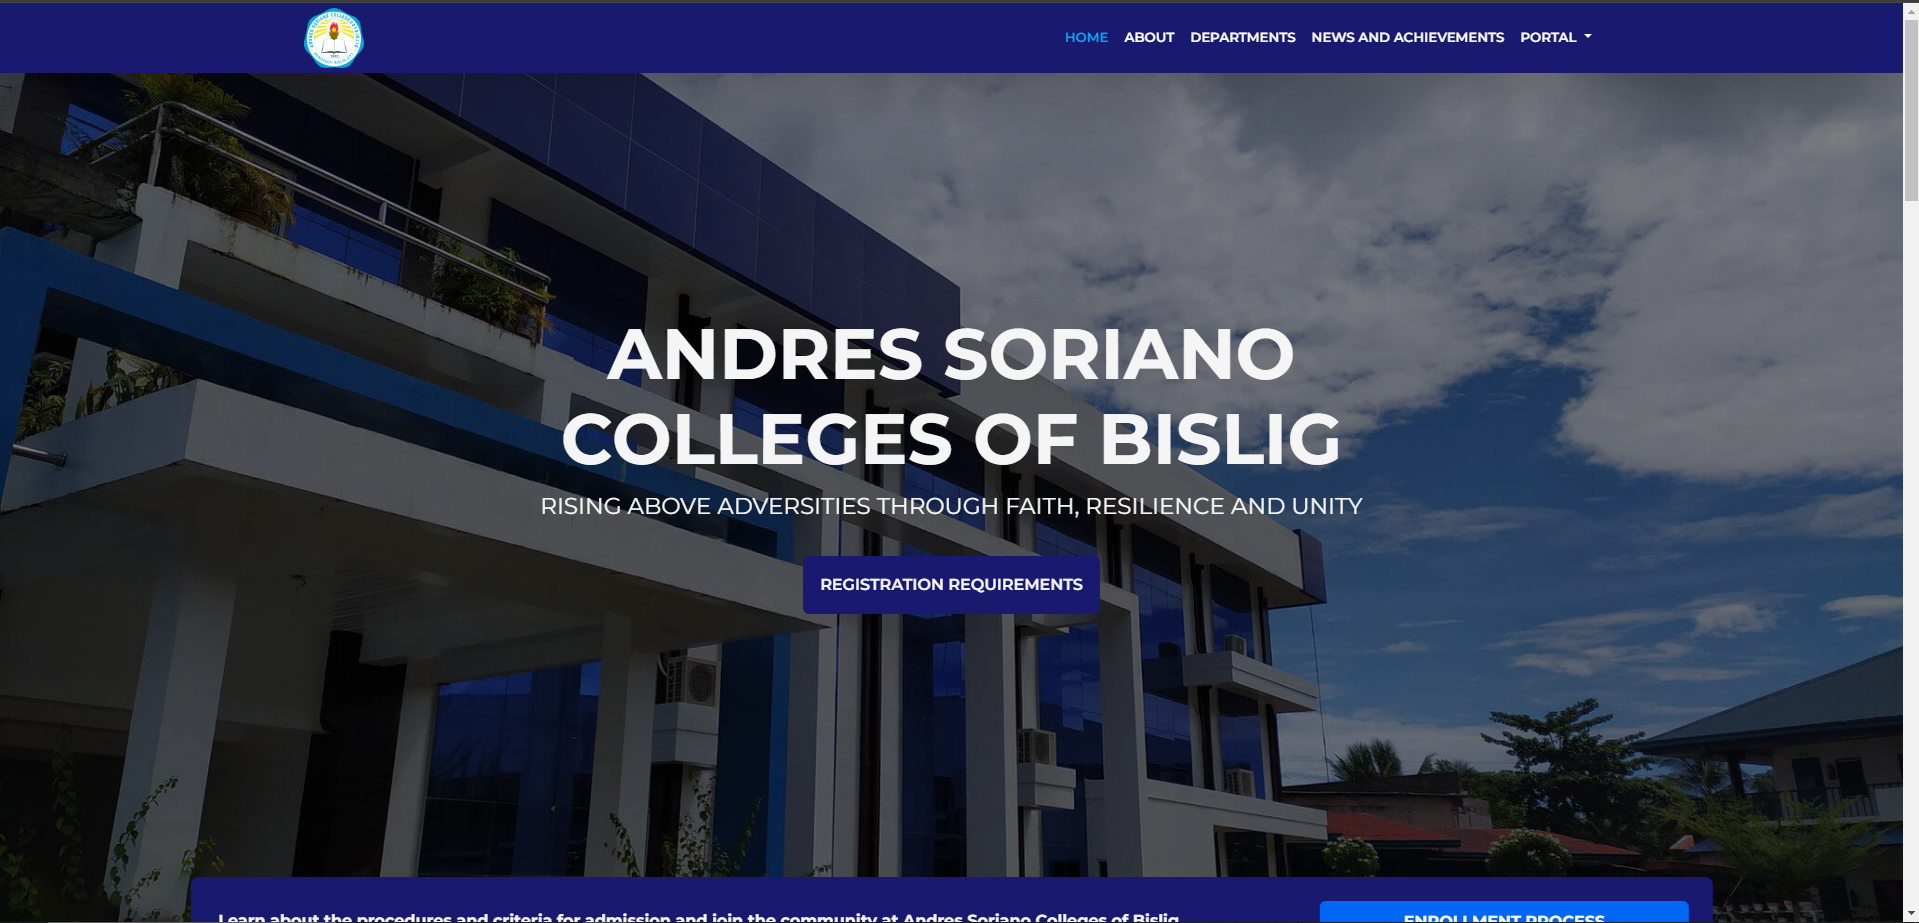 HOME ABOUT DEPARTMENTS NEWS AND ACHIEVEMENTS PORTAL
ANDRES SORIANO
COLLEGES OF BISLIG
RISING ABOVE ADVERSITIES THROUGH FAITH, RESILIENCE AND UNITY
REGISTRATION REQUIREMENTS
Learn about the procedures and criteria for admission and join the community at Andres Soriano Colleges of Bislig
ENROLLMENT PROCESS